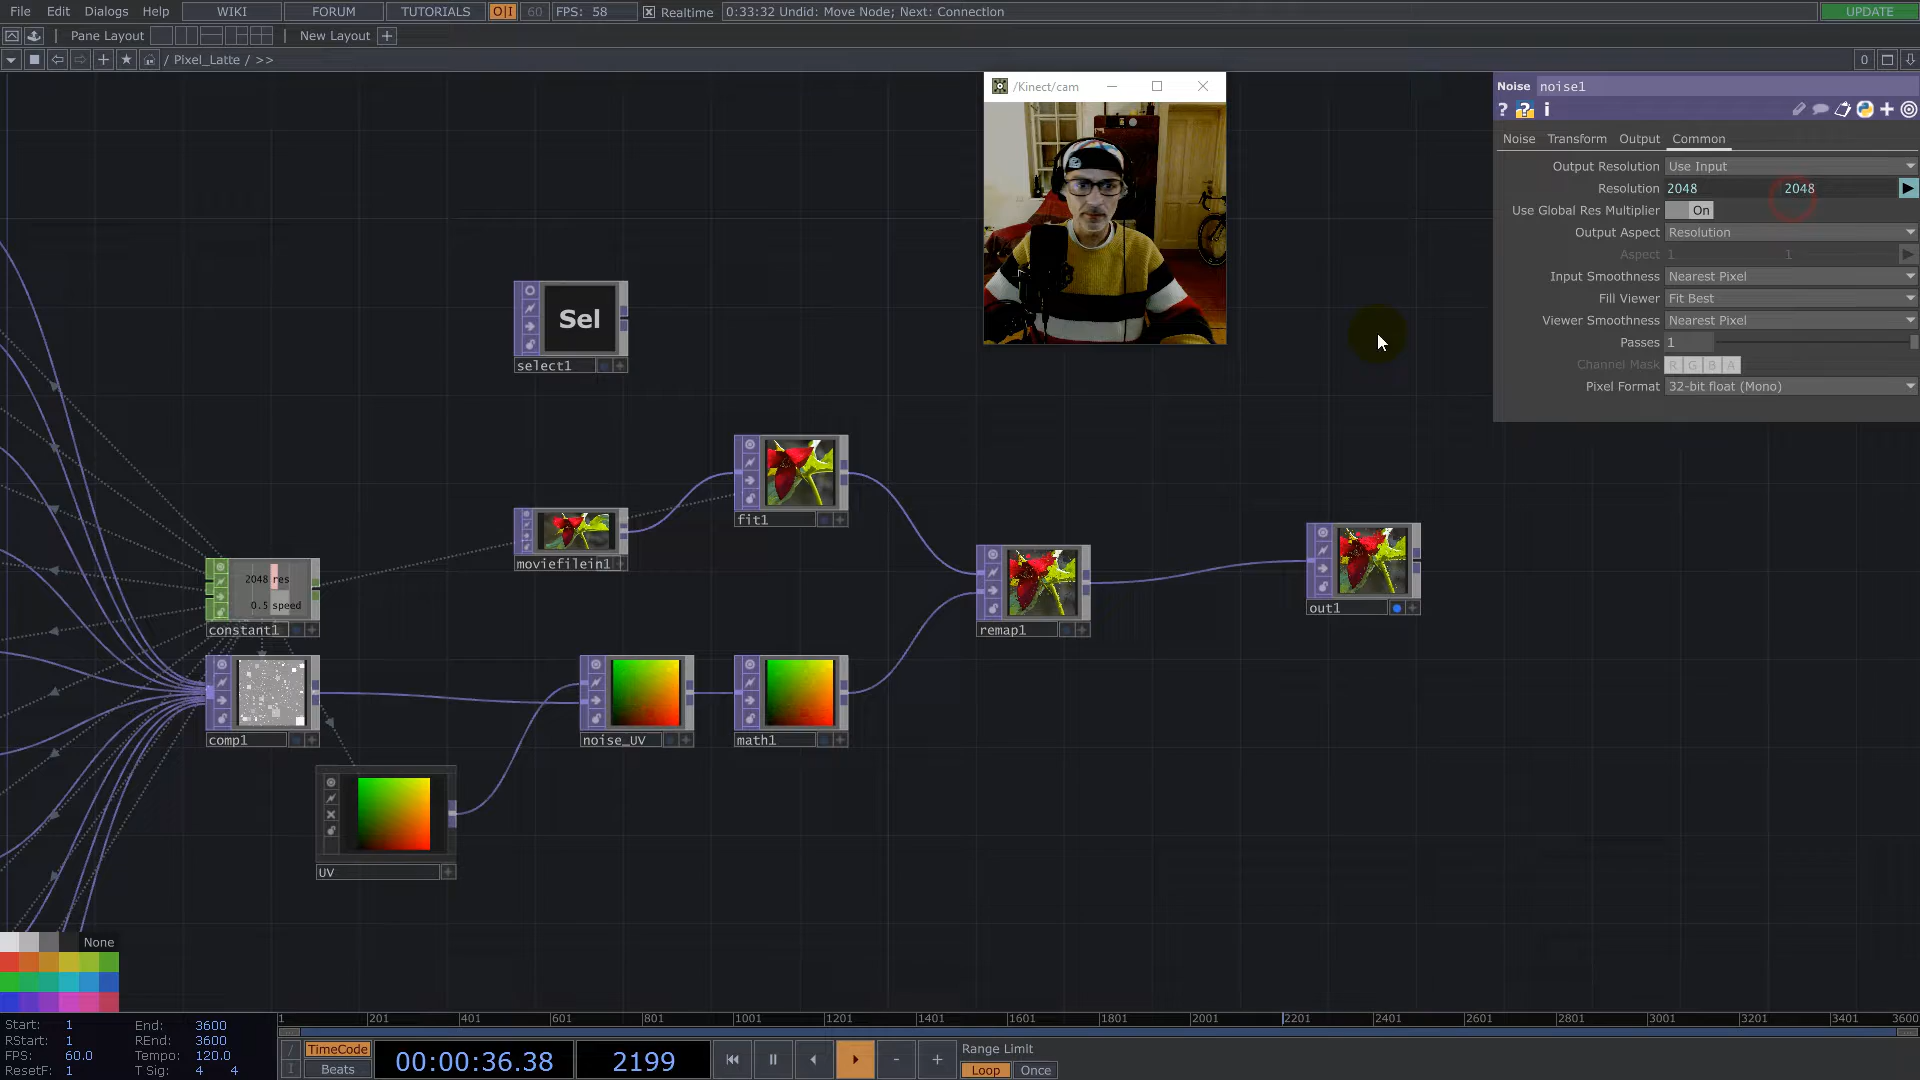 File Edit Dialogs Help WIKI FORUM TUTORIALS O|I 60 FPS: 58 Realtime 0:33:32 Undid: Move Node; Next: Connection UPDATE
Pane Layout New Layout +
/ Pixel_Latte / >> 0
/Kinect/cam
Noise noise1
? ? i
Noise Transform Output Common
Output Resolution Use Input
Resolution 2048 2048
Use Global Res Multiplier On
Output Aspect Resolution
Aspect 1 1
Input Smoothness Nearest Pixel
Fill Viewer Fit Best
Viewer Smoothness Nearest Pixel
Passes 1
Channel Mask R G B A
Pixel Format 32-bit float (Mono)
Sel
select1
fit1
moviefilein1
2048 res
0.5 speed
constant1
remap1
out1
comp1
noise_UV
math1
UV
None
Start: 1 End: 3600
RStart: 1 REnd: 3600
FPS: 60.0 Tempo: 120.0
ResetF: 1 T Sig: 4 4
1 201 401 601 801 1001 1201 1401 1601 1801 2001 2201 2401 2601 2801 3001 3201 3401 3600
TimeCode
Beats
00:00:36.38
2199
- +
Range Limit
Loop Once